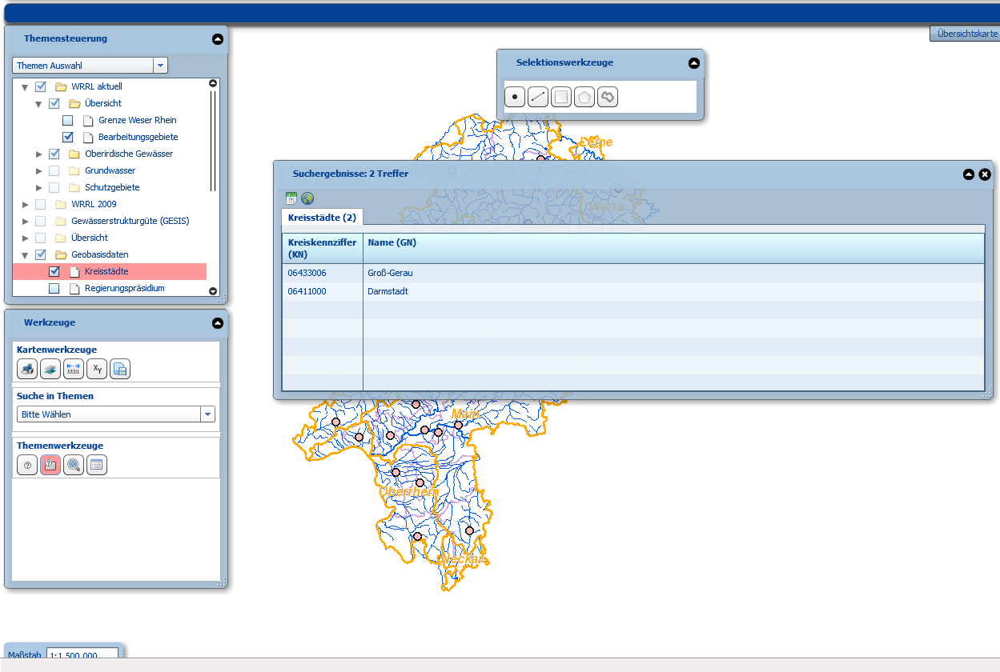 Themensteuerung
Übersichtskarte
Themen Auswahl
WRRL aktuell
Übersicht
Grenze Weser Rhein
Bearbeitungsgebiete
Oberirdische Gewässer
Grundwasser
Schutzgebiete
WRRL 2009
Gewässerstrukturgüte (GESIS)
Übersicht
Geobasisdaten
Kreisstädte
Regierungspräsidium
Selektionswerkzeuge
Leine
Suchergebnisse: 2 Treffer
Werra
Kreisstädte (2)
Kreiskennziffer
(KN)
Name (GN)
06433006 Groß-Gerau
06411000 Darmstadt
Werkzeuge
Kartenwerkzeuge
XY
Suche in Themen
Bitte Wählen
Themenwerkzeuge
Main
Oberrhein
Neckar
Maßstab 1:1.500.000